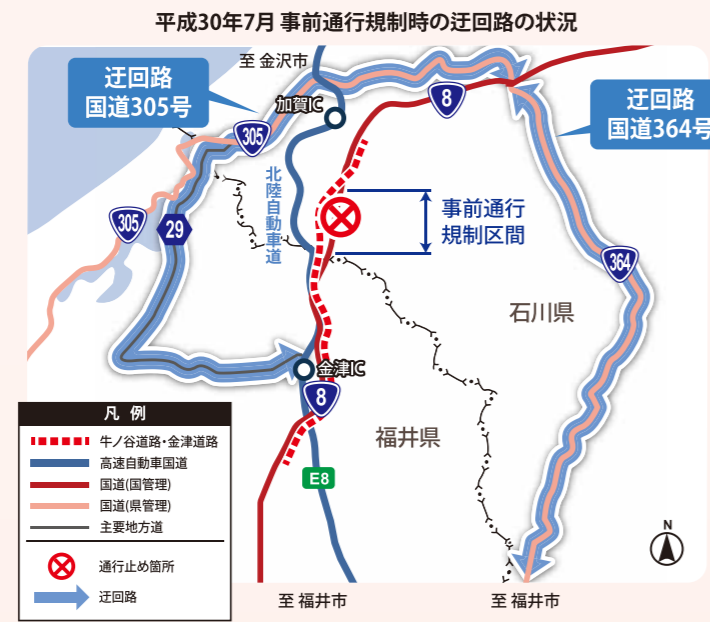 平成30年7月 事前通行規制時の迂回路の状況
至 金沢市
迂回路
国道305号
加賀IC
8
迂回路
国道364号
305
北陸自動車道
305
29
事前通行
規制区間
364
石川県
金津IC
8
福井県
E8
凡 例
牛ノ谷道路・金津道路
高速自動車国道
国道(国管理)
国道(県管理)
主要地方道
通行止め箇所
迂回路
N
至 福井市
至 福井市